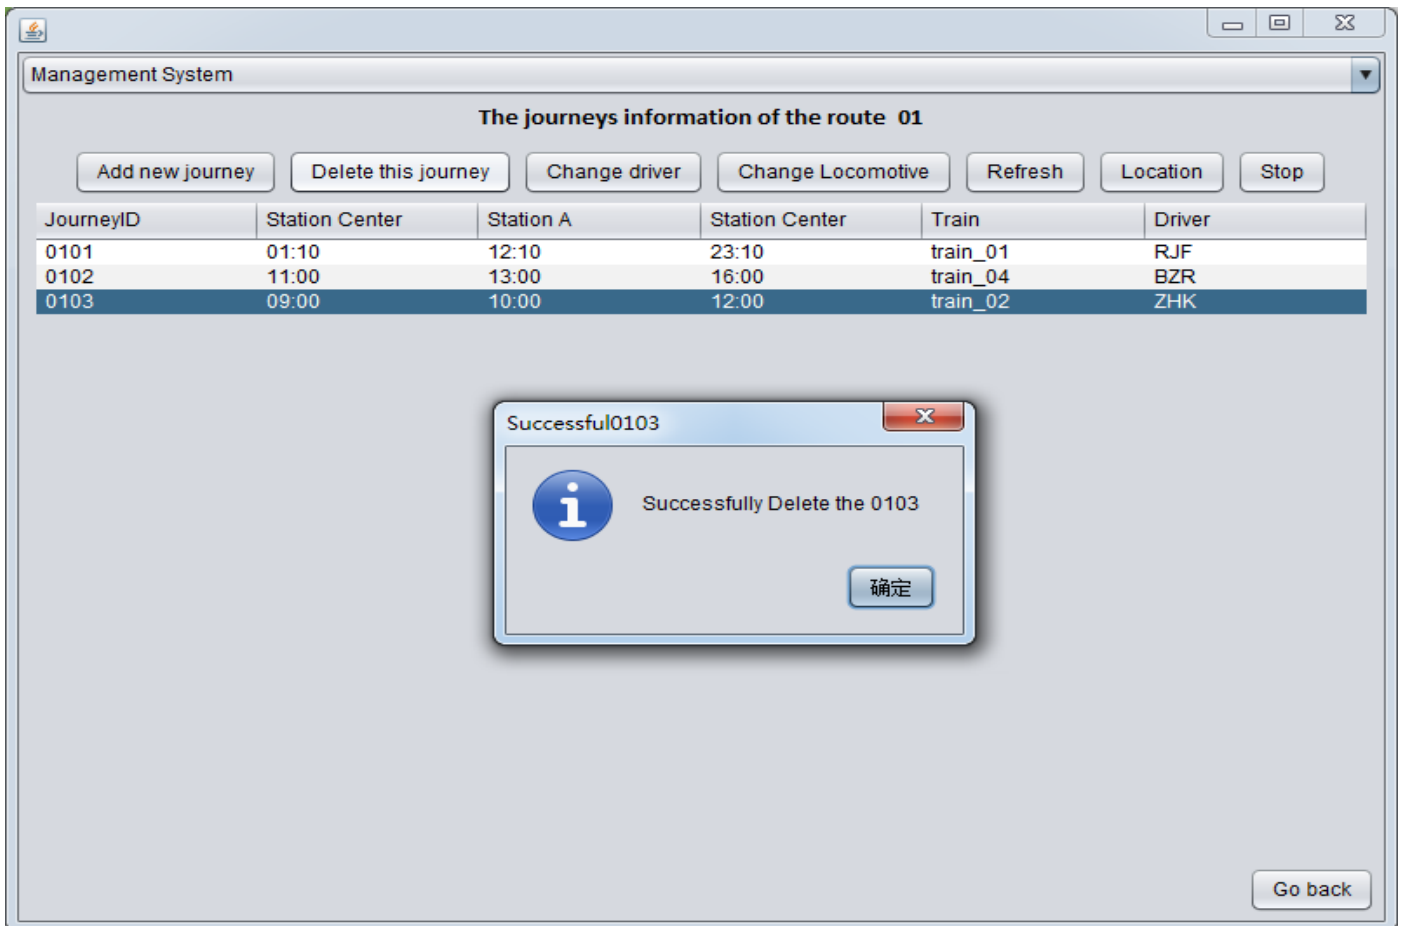 Management System
The journeys information of the route 01
Add new journey Delete this journey Change driver Change Locomotive Refresh Location Stop
JourneyID Station Center Station A Station Center Train Driver
0101 01:10 12:10 23:10 train_01 RJF
0102 11:00 13:00 16:00 train_04 BZR
0103 09:00 10:00 12:00 train_02 ZHK
Successful0103
Successfully Delete the 0103
确定
Go back